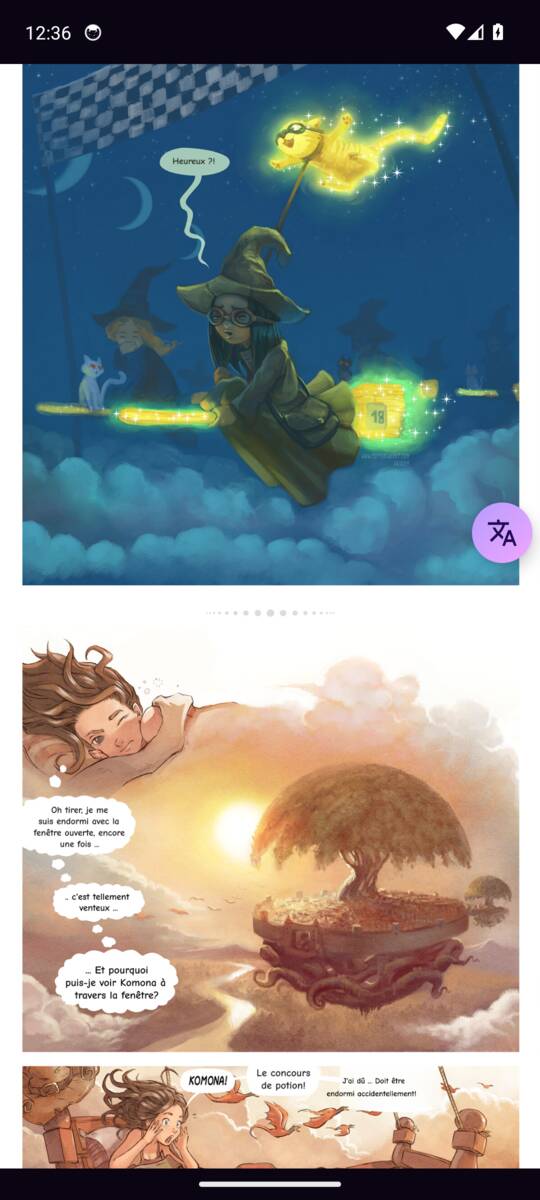 12:36
Heureux ?!
18
Oh tirer, je me
suis endormi avec la
fenêtre ouverte, encore
une fois ...
.. c'est tellement
venteux ...
... Et pourquoi
puis-je voir Komona à
travers la fenêtre?
KOMONA!
Le concours
de potion!
J'ai dû ... Doit être
endormi accidentellement!